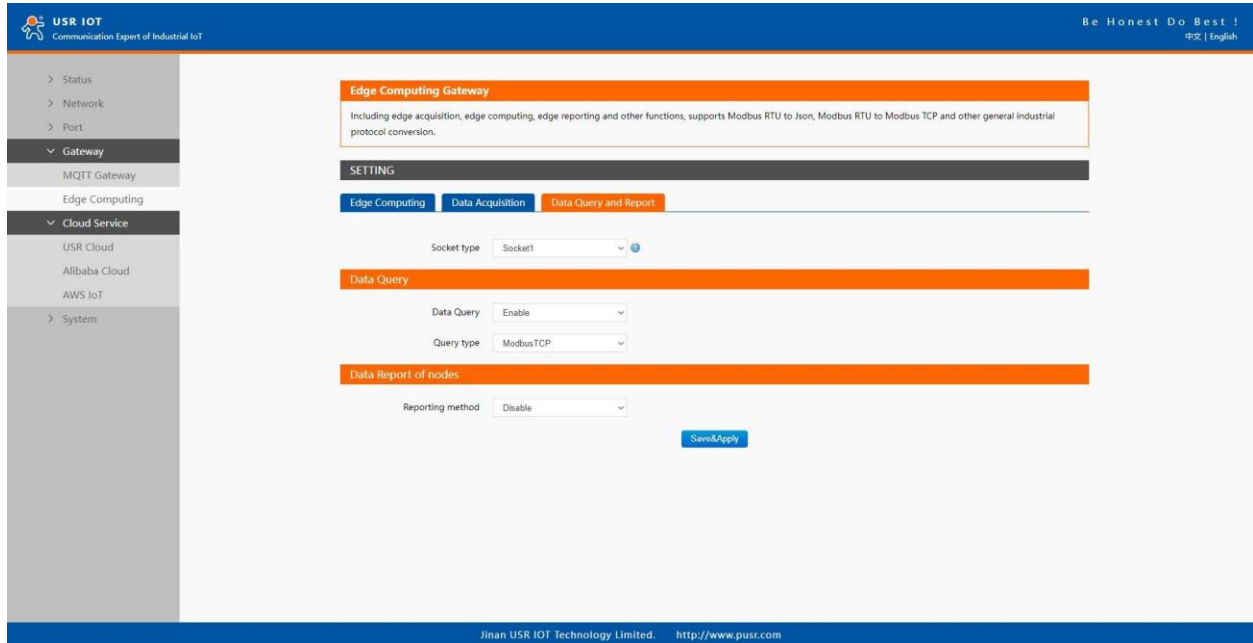 USR IOT
Communication Expert of Industrial IoT
Be Honest Do Best !
中文 | English
Status
Network
Port
Gateway
MQTT Gateway
Edge Computing
Cloud Service
USR Cloud
Alibaba Cloud
AWS IoT
System
Edge Computing Gateway
Including edge acquisition, edge computing, edge reporting and other functions, supports Modbus RTU to Json, Modbus RTU to Modbus TCP and other general industrial
protocol conversion.
SETTING
Edge Computing Data Acquisition Data Query and Report
Socket type Socket1
Data Query
Data Query Enable
Query type ModbusTCP
Data Report of nodes
Reporting method Disable
Save&Apply
Jinan USR IOT Technology Limited. http://www.pusr.com